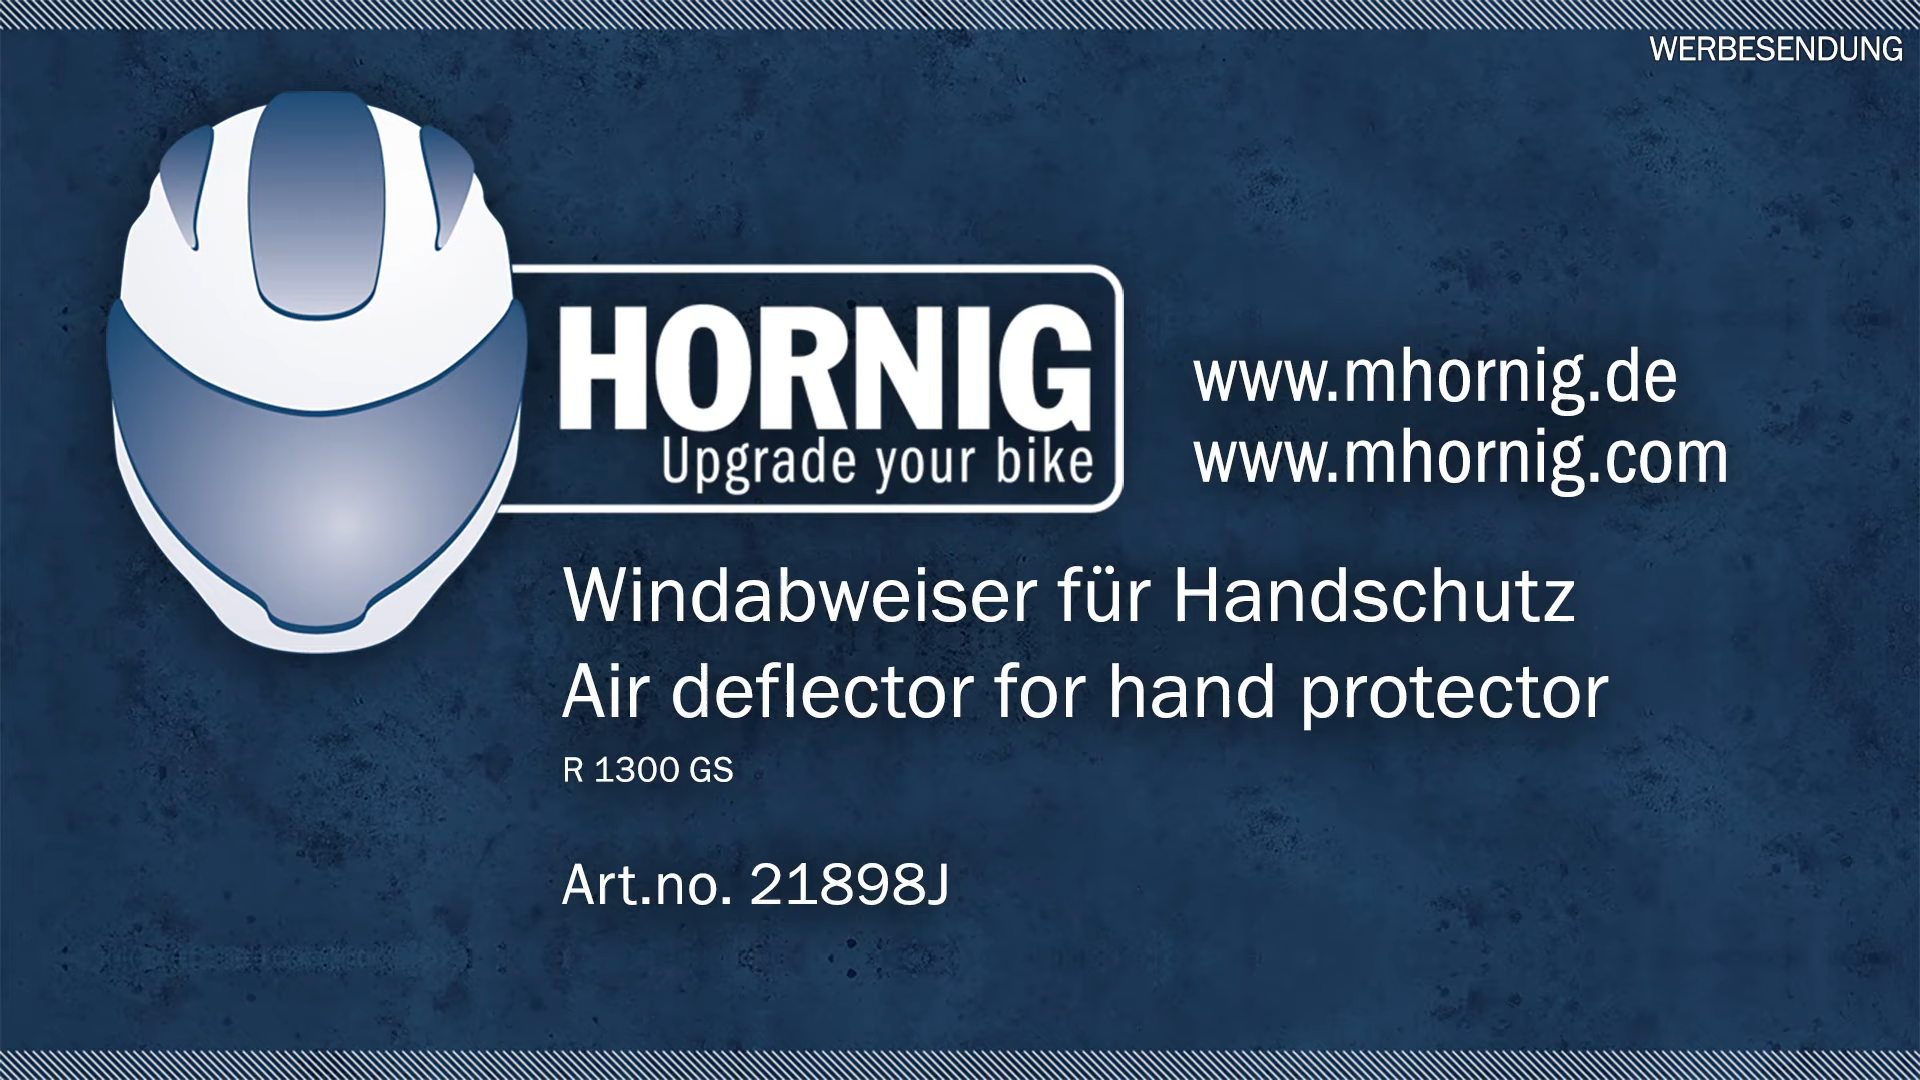 WERBESENDUNG
HORNIG
Upgrade your bike
www.mhornig.de
www.mhornig.com
Windabweiser für Handschutz
Air deflector for hand protector
R 1300 GS
Art.no. 21898J